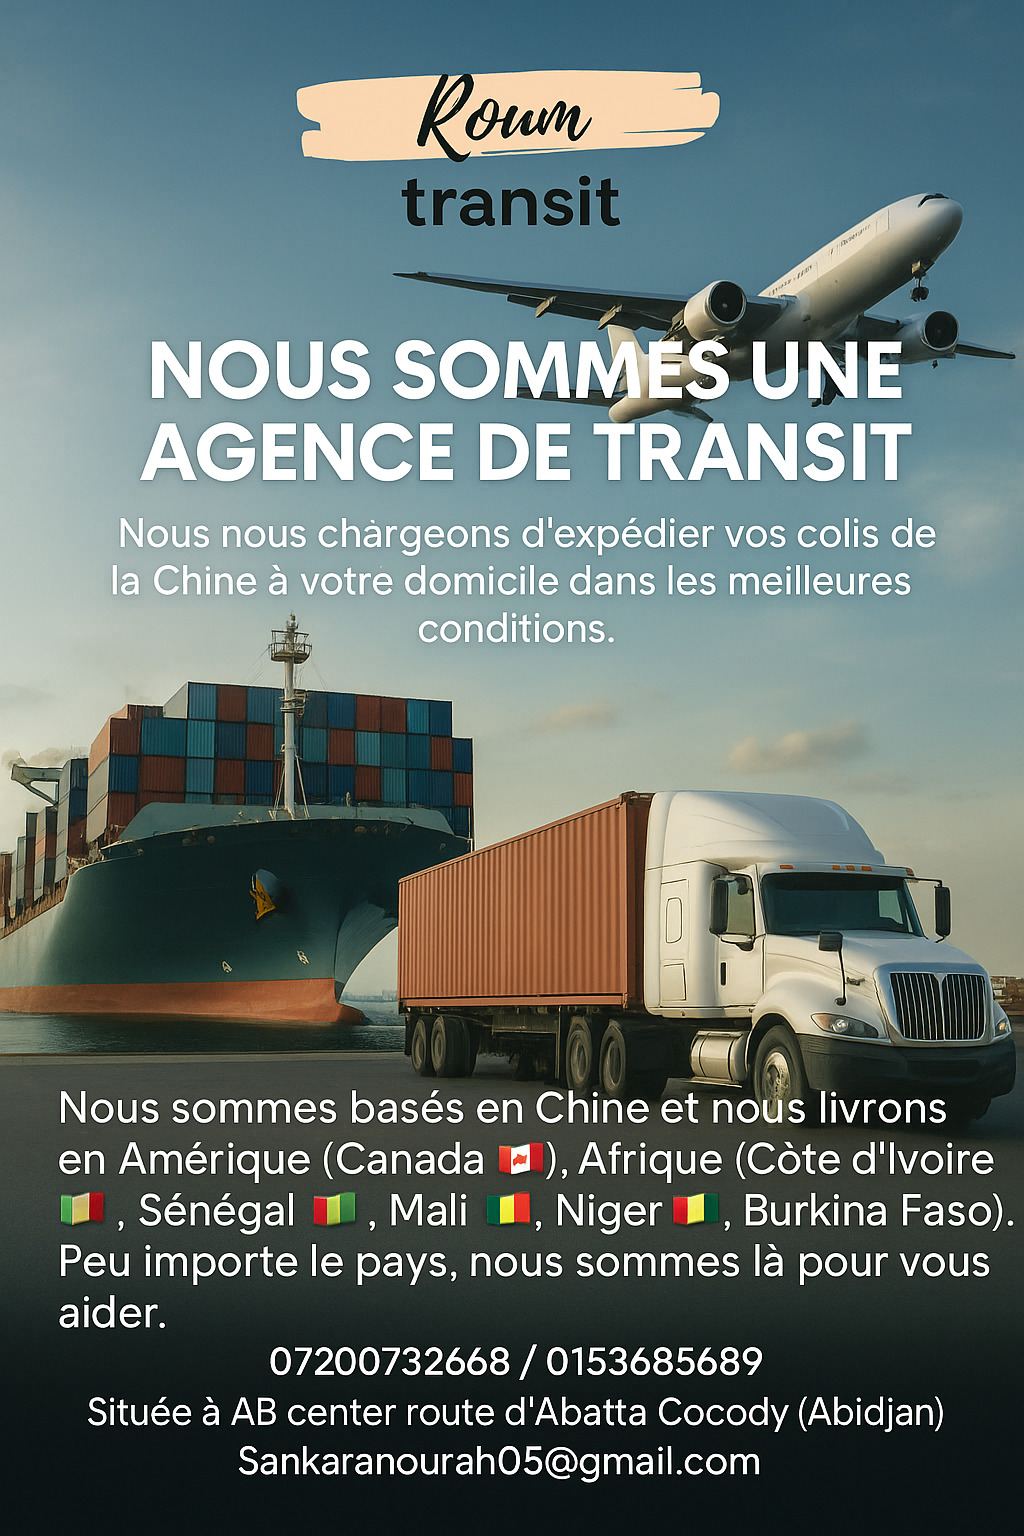 Roum
transit
NOUS SOMMES UNE
AGENCE DE TRANSIT
Nous nous chargeons d'expédier vos colis de
la Chine à votre domicile dans les meilleures
conditions.
Nous sommes basés en Chine et nous livrons
en Amérique (Canada 🇨🇦), Afrique (Còte d'Ivoire
, Sénégal , Mali , Niger , Burkina Faso).
Peu importe le pays, nous sommes là pour vous
aider.
07200732668 / 0153685689
Située à AB center route d'Abatta Cocody (Abidjan)
Sankaranourah05@gmail.com